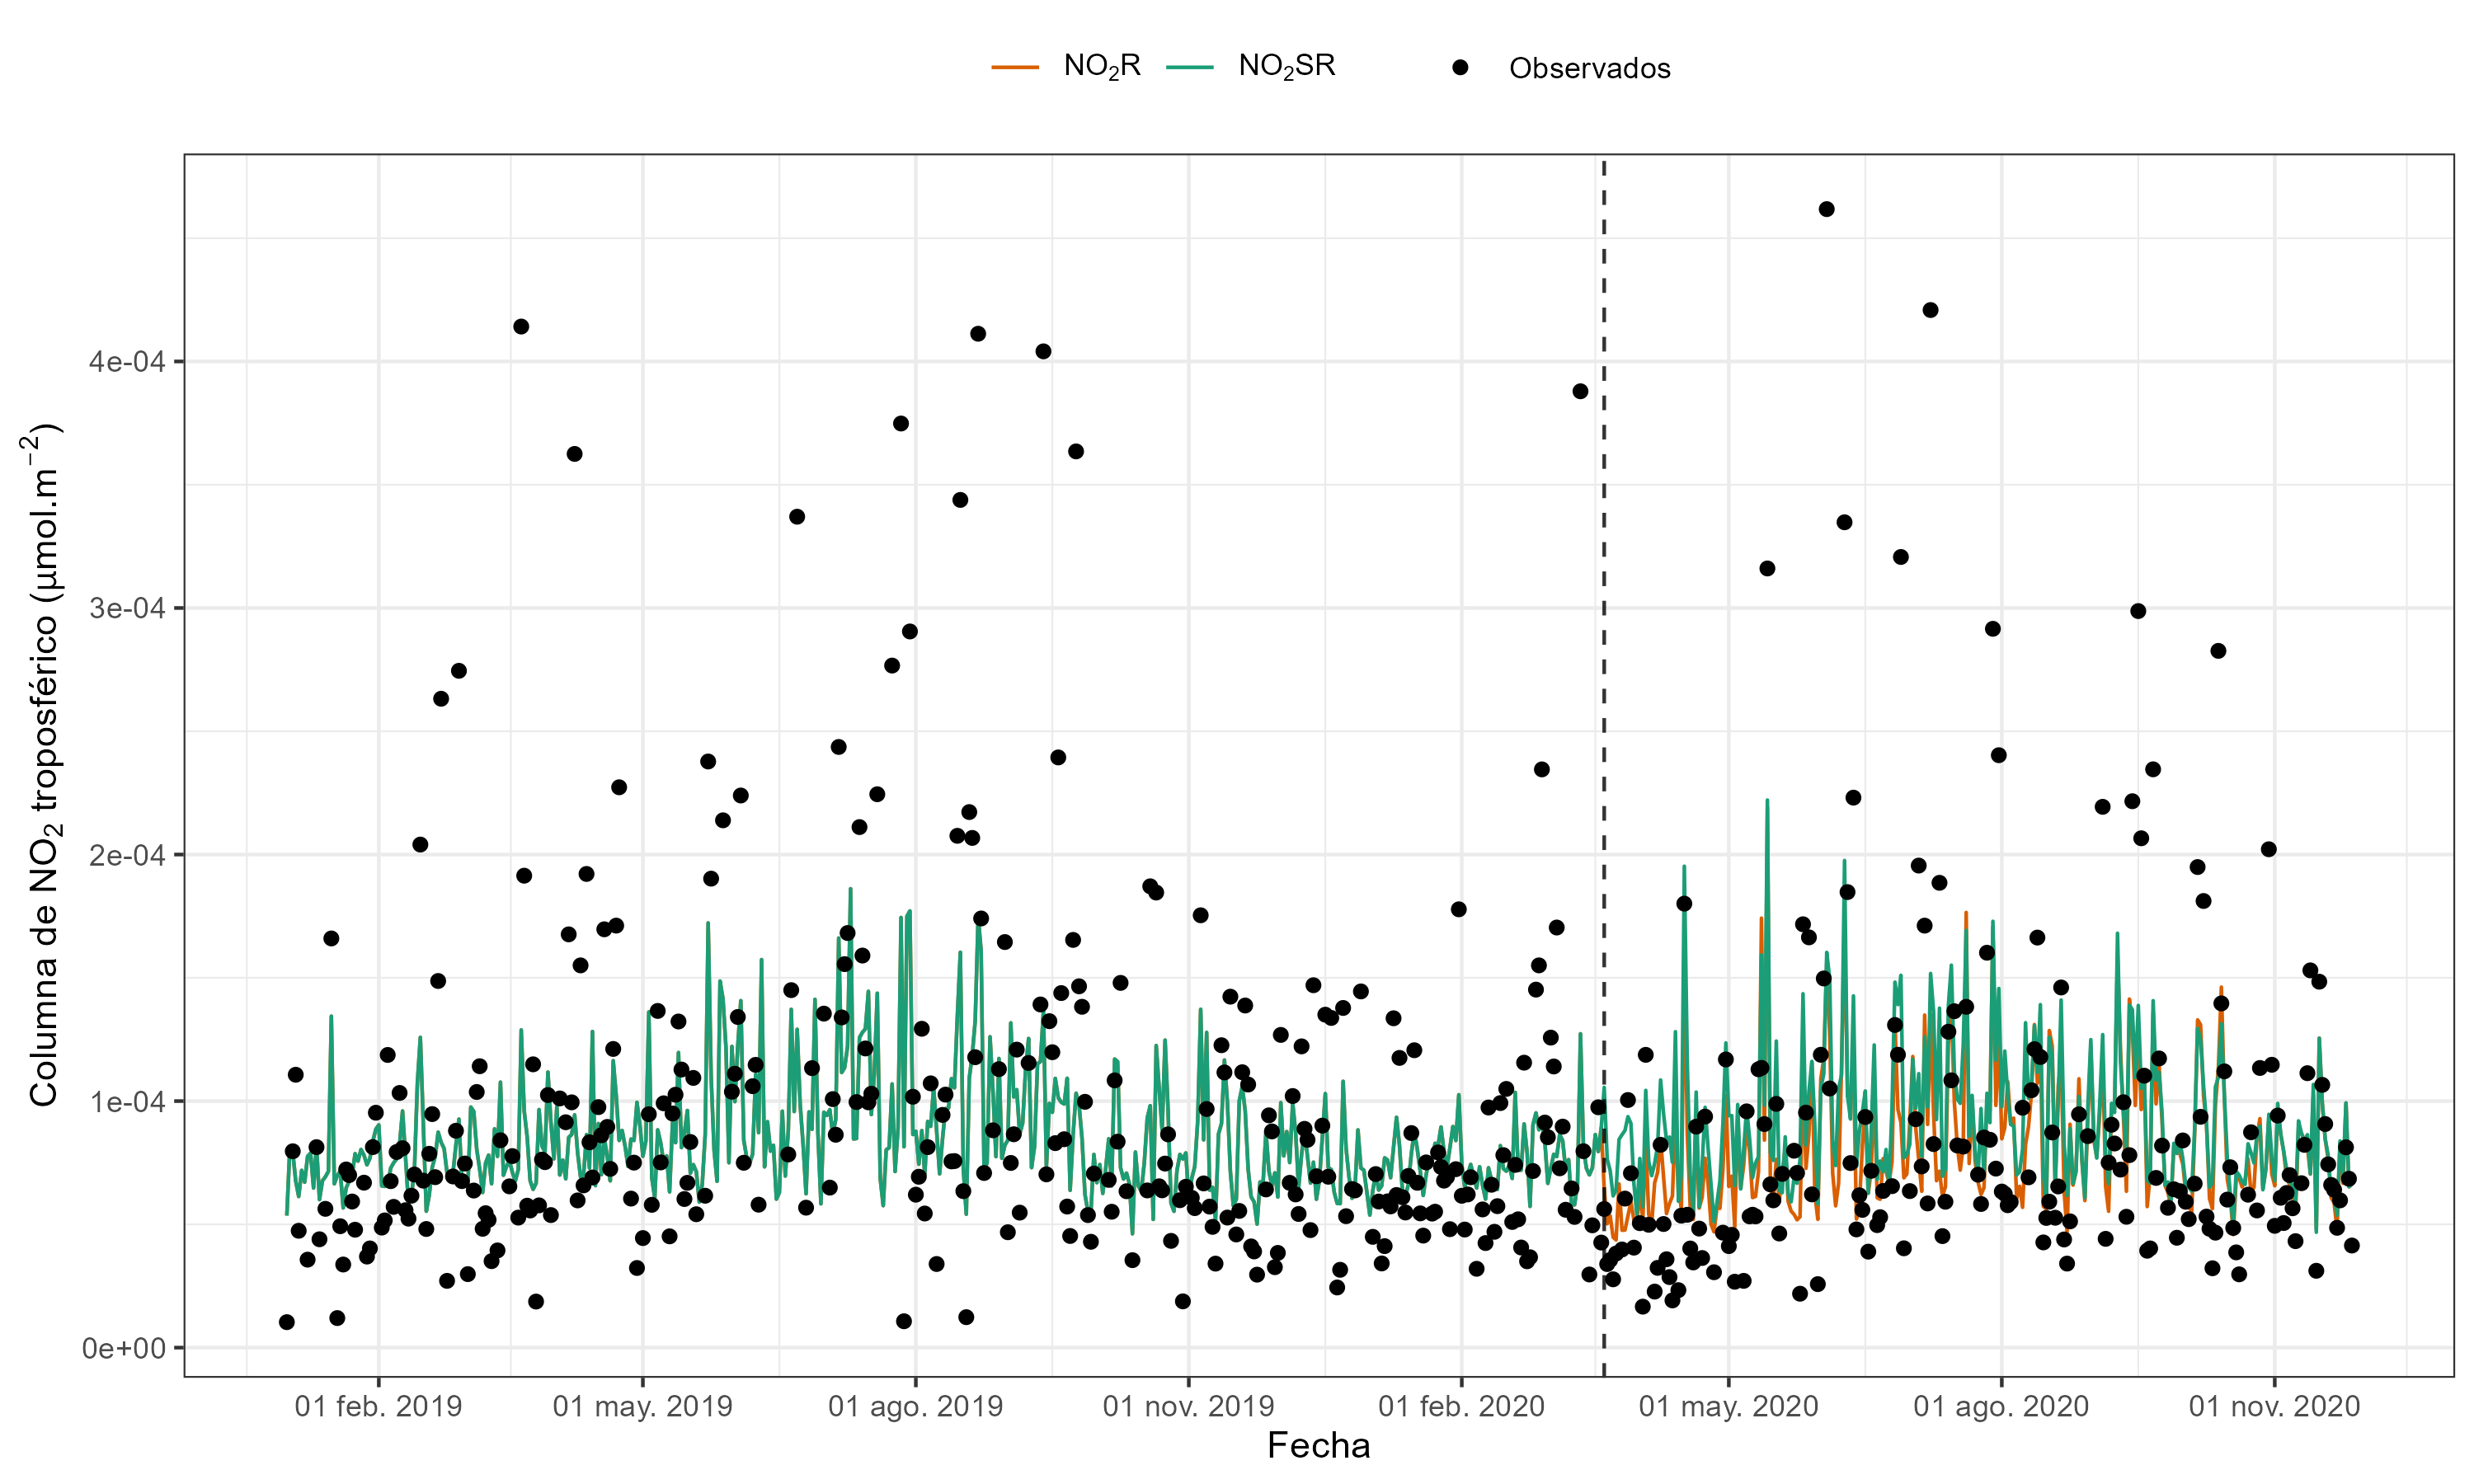 NO₂R NO₂SR Observados
Columna de NO₂ troposférico (µmol.m⁻²)
4e-04
3e-04
2e-04
1e-04
0e+00
01 feb. 2019 01 may. 2019 01 ago. 2019 01 nov. 2019 01 feb. 2020 01 may. 2020 01 ago. 2020 01 nov. 2020
Fecha